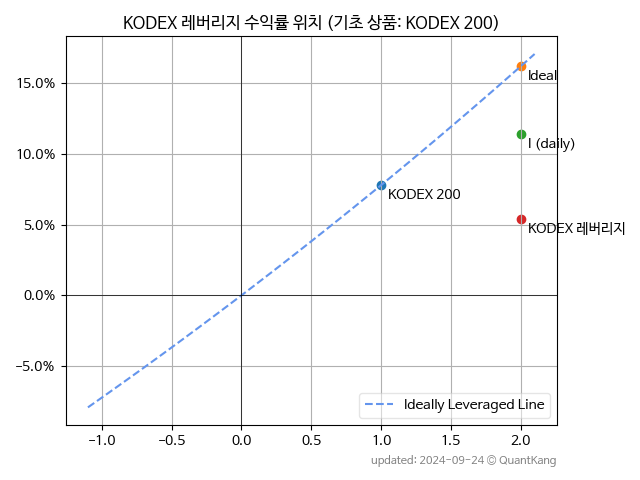 KODEX 레버리지 수익률 위치 (기초 상품: KODEX 200)
15.0%
10.0%
5.0%
0.0%
−5.0%
Ideal
I (daily)
KODEX 200
KODEX 레버리지
Ideally Leveraged Line
−1.0 −0.5 0.0 0.5 1.0 1.5 2.0
updated: 2024-09-24 © QuantKang